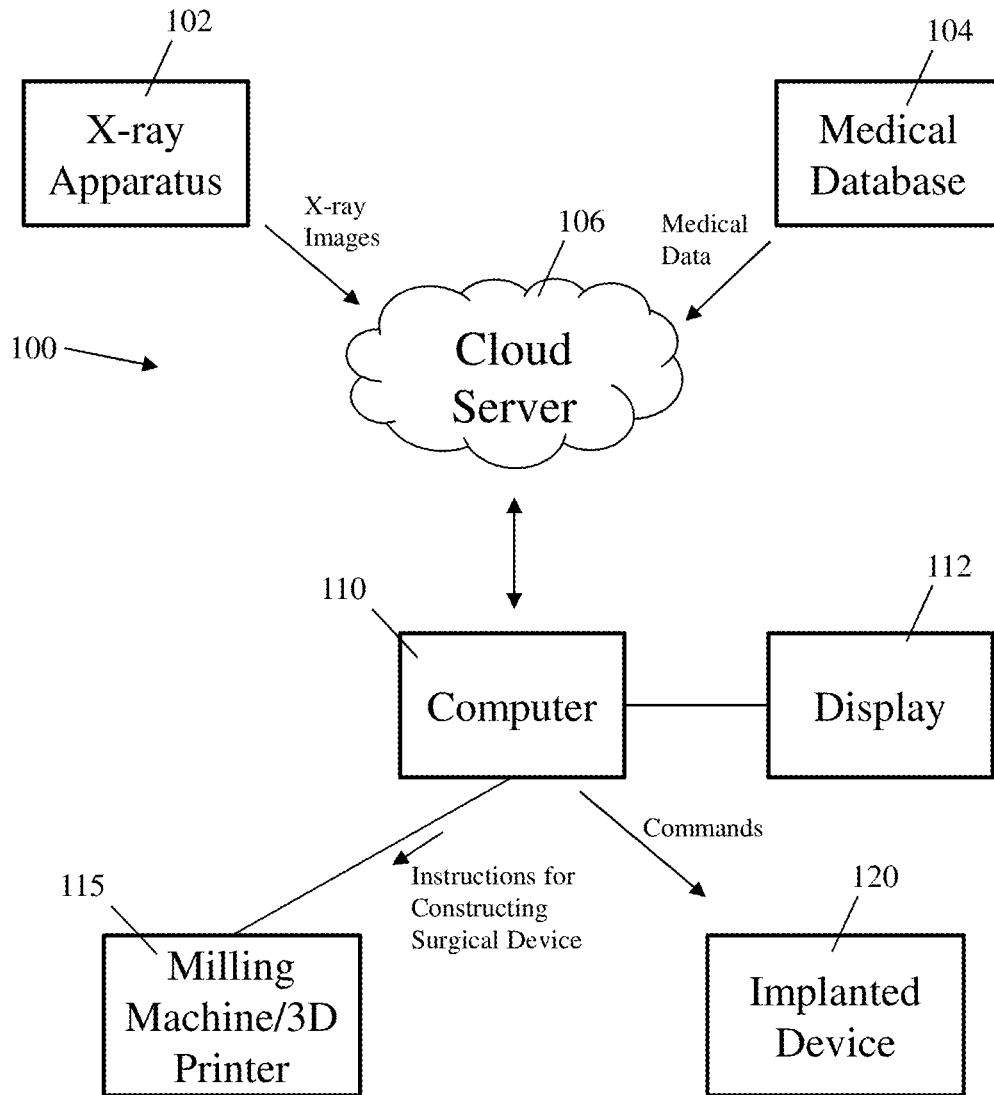 102
104
X-ray
Apparatus
Medical
Database
X-ray
Images
106
Medical
Data
100
Cloud
Server
110
112
Computer
Display
Commands
115
Instructions for
Constructing
Surgical Device
120
Milling
Machine/3D
Printer
Implanted
Device